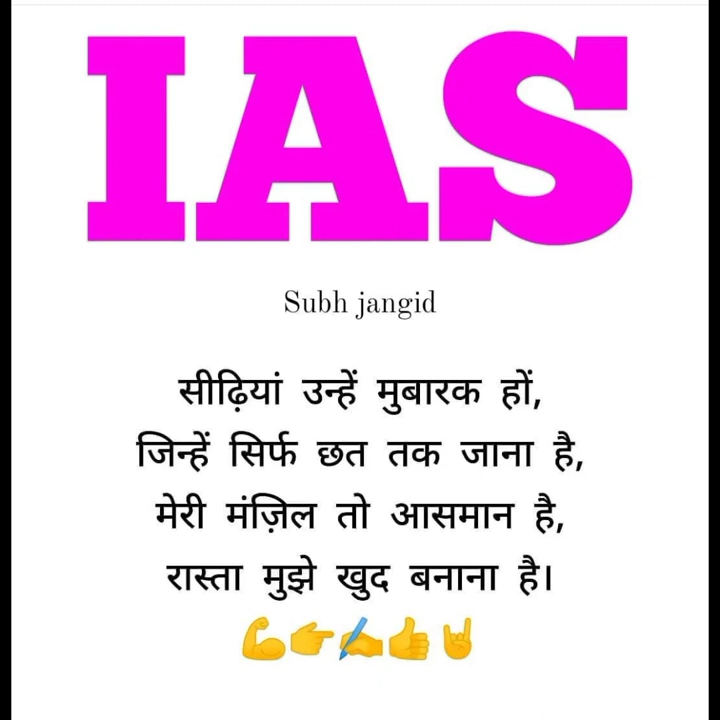 IAS
Subh jangid
सीढ़ियां उन्हें मुबारक हों,
जिन्हें सिर्फ छत तक जाना है,
मेरी मंज़िल तो आसमान है,
रास्ता मुझे खुद बनाना है।
💪👉✍️👍🤘